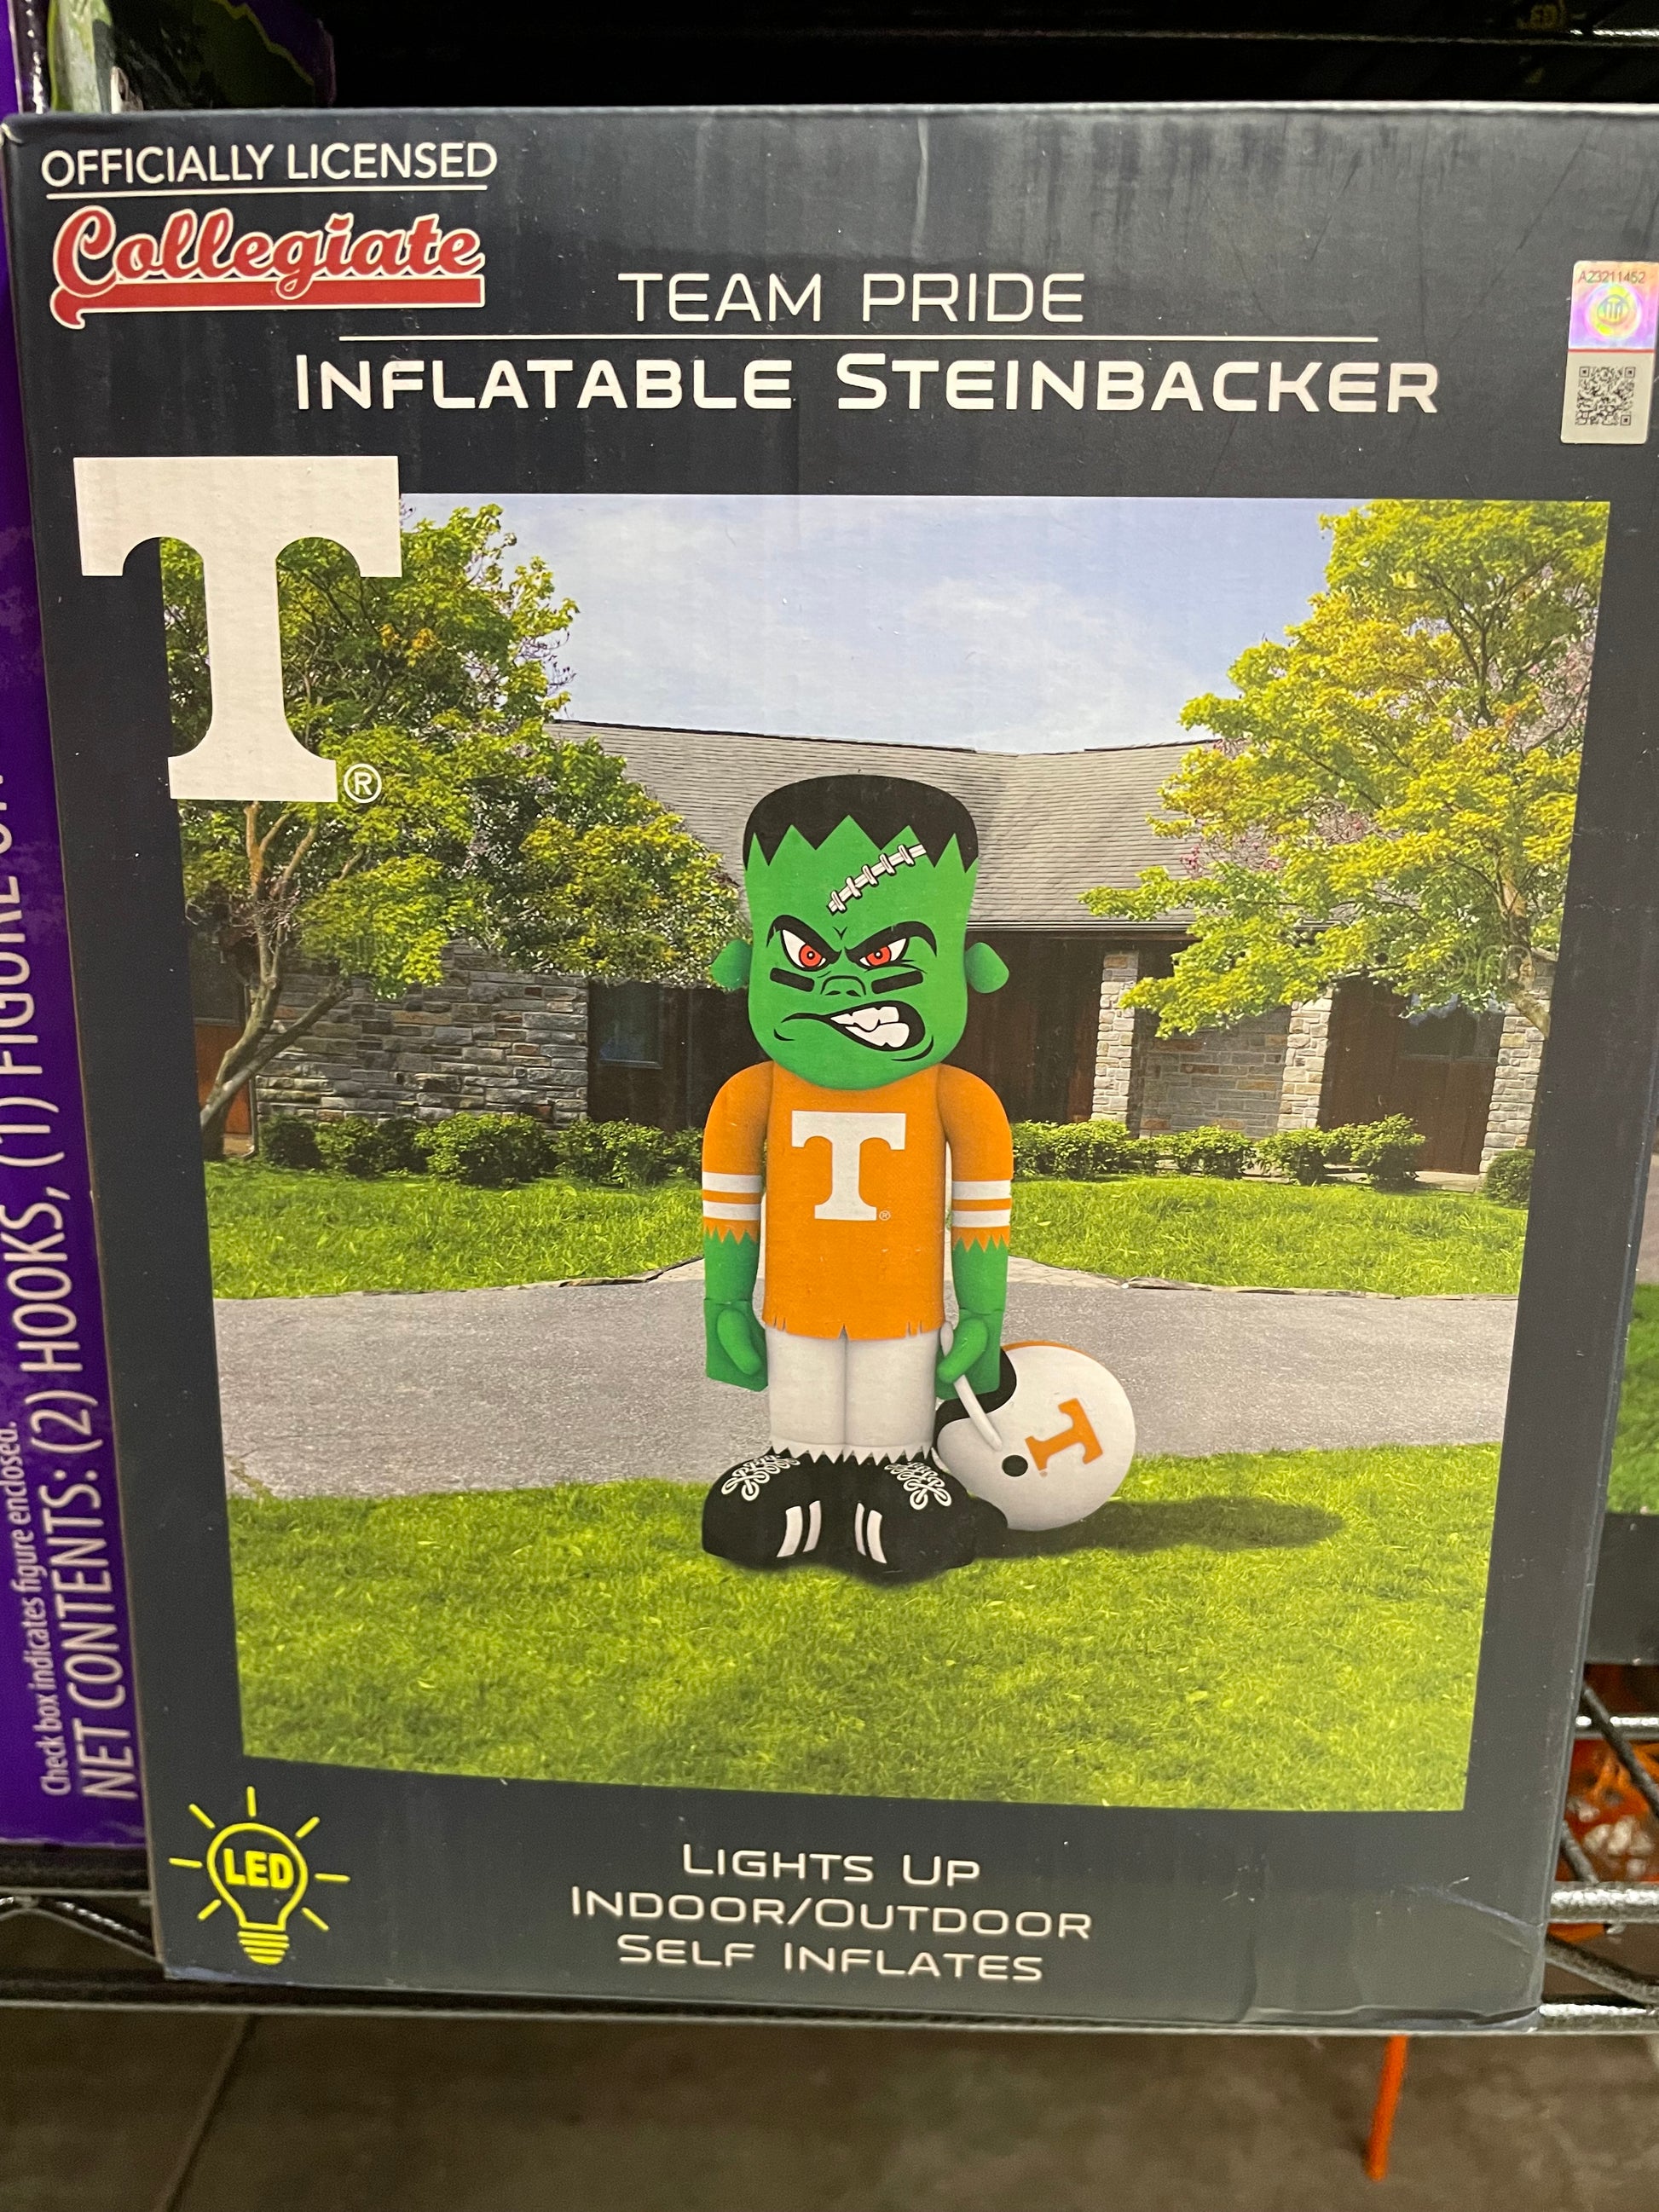 OFFICIALLY LICENSED
Collegiate
TEAM PRIDE
INFLATABLE STEINBACKER
A23211452
T®
T®
T
LED
LIGHTS UP
INDOOR/OUTDOOR
SELF INFLATES
Check box indicates figure enclosed.
NET CONTENTS: (2) HOOKS, (1) FIGURE